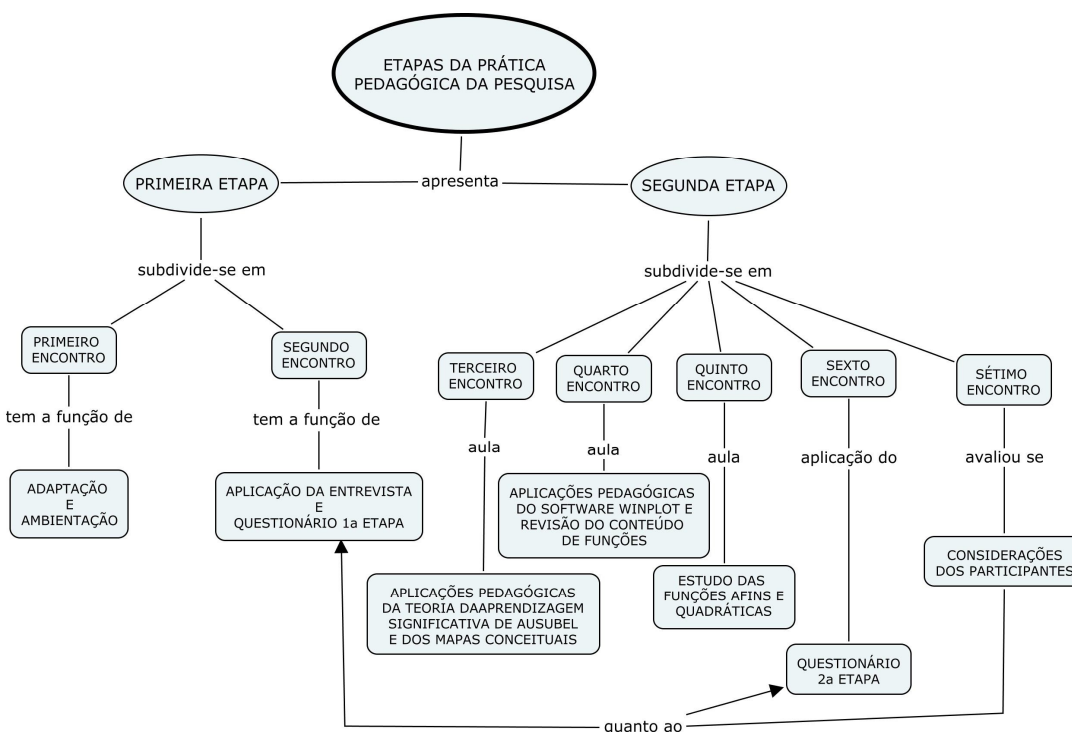 ETAPAS DA PRÁTICA
PEDAGÓGICA DA PESQUISA
PRIMEIRA ETAPA
apresenta
SEGUNDA ETAPA
subdivide-se em
subdivide-se em
PRIMEIRO
ENCONTRO
SEGUNDO
ENCONTRO
TERCEIRO
ENCONTRO
QUARTO
ENCONTRO
QUINTO
ENCONTRO
SEXTO
ENCONTRO
SÉTIMO
ENCONTRO
tem a função de
tem a função de
aula
aula
aula
aplicação do
avaliou se
ADAPTAÇÃO
E
AMBIENTAÇÃO
APLICAÇÃO DA ENTREVISTA
E
QUESTIONÁRIO 1a ETAPA
APLICAÇÕES PEDAGÓGICAS
DO SOFTWARE WINPLOT E
REVISÃO DO CONTEÚDO
DE FUNÇÕES
CONSIDERAÇÕES
DOS PARTICIPANTES
APLICAÇÕES PEDAGÓGICAS
DA TEORIA DAAPRENDIZAGEM
SIGNIFICATIVA DE AUSUBEL
E DOS MAPAS CONCEITUAIS
ESTUDO DAS
FUNÇÕES AFINS E
QUADRÁTICAS
QUESTIONÁRIO
2a ETAPA
quanto ao